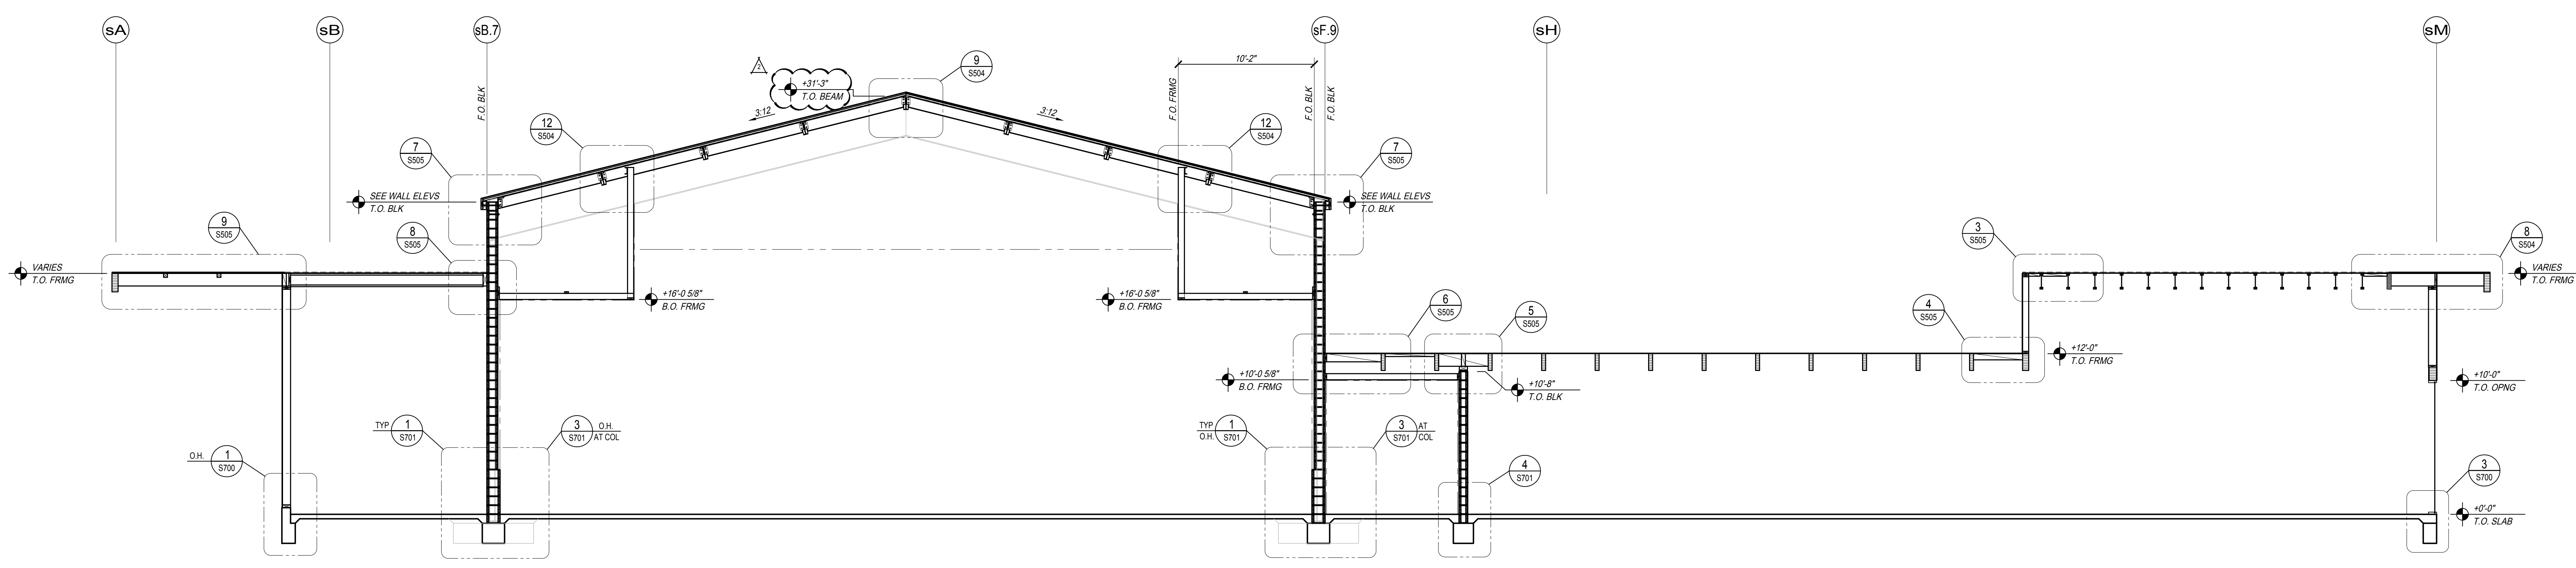 sA
sB
sB.7
sF.9
sH
sM
F.O. BLK
2
+31'-3"
T.O. BEAM
9
S504
10'-2"
F.O. FRMG
F.O. BLK
F.O. BLK
3:12
3:12
12
S504
12
S504
7
S505
7
S505
SEE WALL ELEVS
T.O. BLK
SEE WALL ELEVS
T.O. BLK
9
S505
8
S505
3
S505
8
S504
VARIES
T.O. FRMG
VARIES
T.O. FRMG
+16'-0 5/8"
B.O. FRMG
+16'-0 5/8"
B.O. FRMG
6
S505
5
S505
4
S505
+12'-0"
T.O. FRMG
+10'-0 5/8"
B.O. FRMG
+10'-8"
T.O. BLK
+10'-0"
T.O. OPNG
TYP
1
S701
3
S701
O.H.
AT COL
TYP
O.H.
1
S701
3
S701
AT
COL
O.H.
1
S700
4
S701
3
S700
+0'-0"
T.O. SLAB